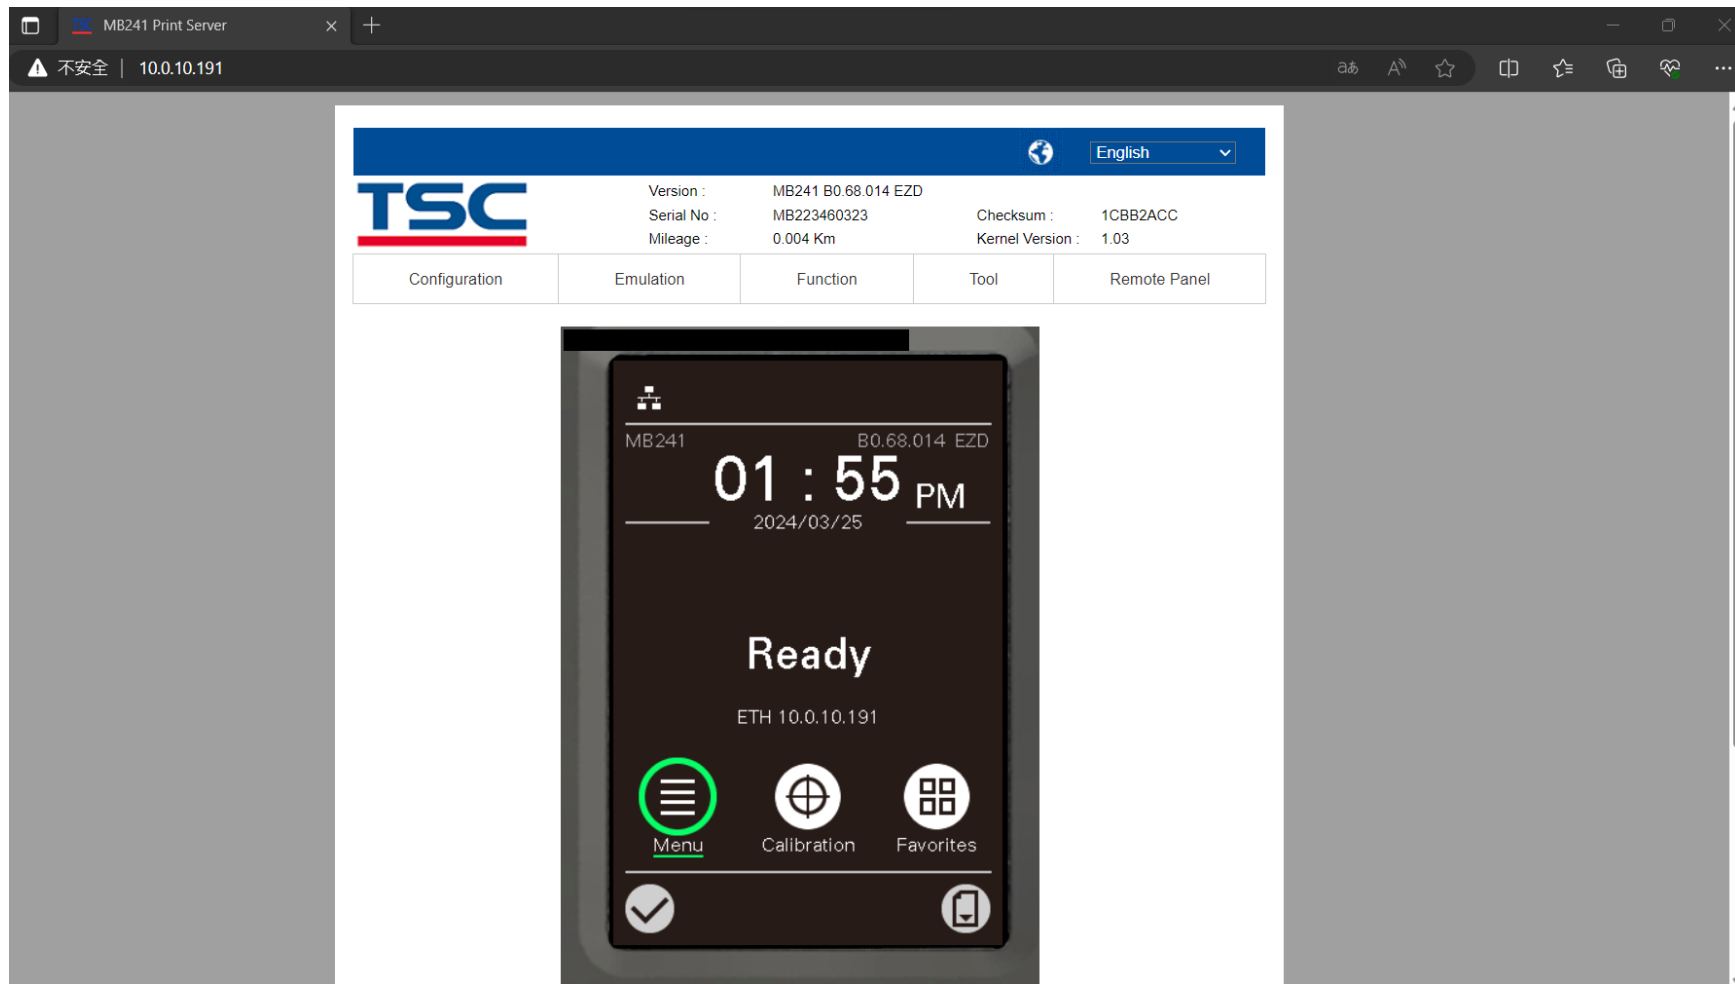 MB241 Print Server
不安全 | 10.0.10.191
English
TSC
Version : MB241 B0.68.014 EZD
Serial No : MB223460323 Checksum : 1CBB2ACC
Mileage : 0.004 Km Kernel Version : 1.03
Configuration Emulation Function Tool Remote Panel
MB241 B0.68.014 EZD
01 : 55 PM
2024/03/25
Ready
ETH 10.0.10.191
Menu Calibration Favorites